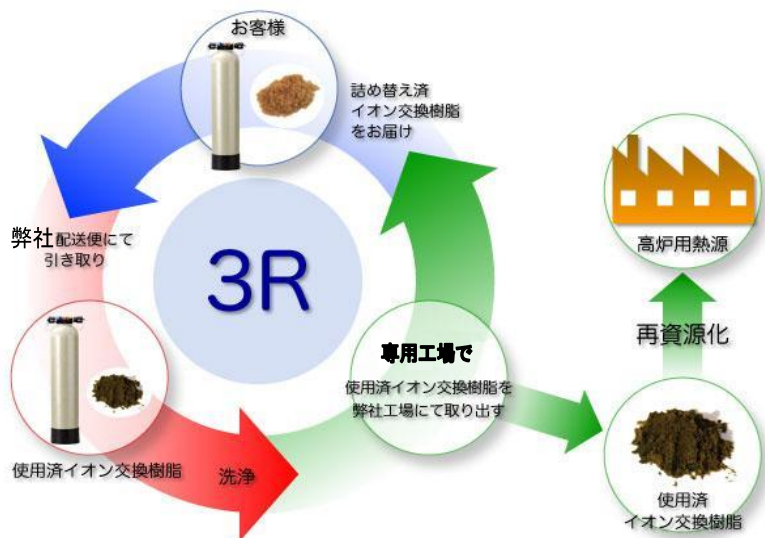 お客様
詰め替え済
イオン交換樹脂
をお届け
弊社配送便にて
引き取り
3R
高炉用熱源
専用工場で
使用済イオン交換樹脂を
弊社工場にて取り出す
再資源化
使用済イオン交換樹脂
洗浄
使用済
イオン交換樹脂